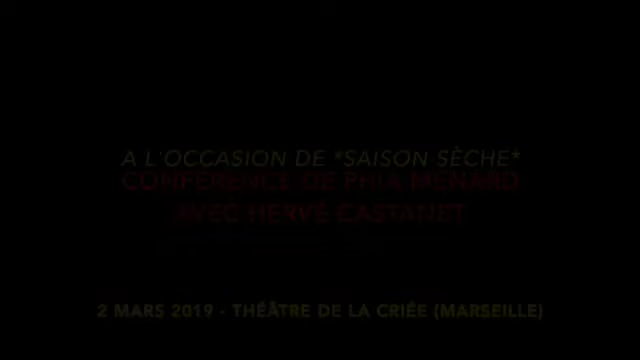 A L'OCCASION DE *SAISON SÈCHE*
CONFÉRENCE DE PHIA MÉNARD
AVEC HERVÉ CASTANET
2 MARS 2019 - THÉÂTRE DE LA CRIÉE (MARSEILLE)